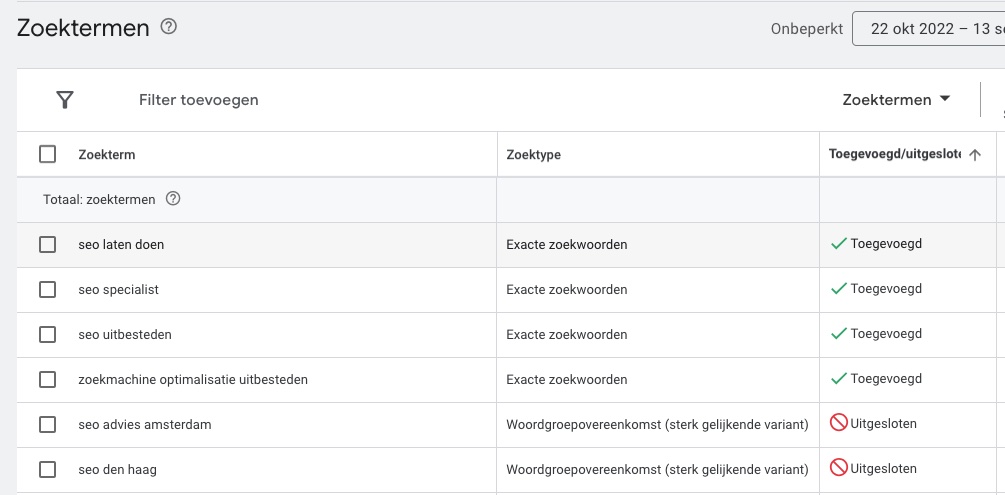 Zoektermen
Onbeperkt 22 okt 2022 – 13 se
Filter toevoegen Zoektermen
Zoekterm Zoektype Toegevoegd/uitgeslote
Totaal: zoektermen
seo laten doen Exacte zoekwoorden Toegevoegd
seo specialist Exacte zoekwoorden Toegevoegd
seo uitbesteden Exacte zoekwoorden Toegevoegd
zoekmachine optimalisatie uitbesteden Exacte zoekwoorden Toegevoegd
seo advies amsterdam Woordgroepovereenkomst (sterk gelijkende variant) Uitgesloten
seo den haag Woordgroepovereenkomst (sterk gelijkende variant) Uitgesloten